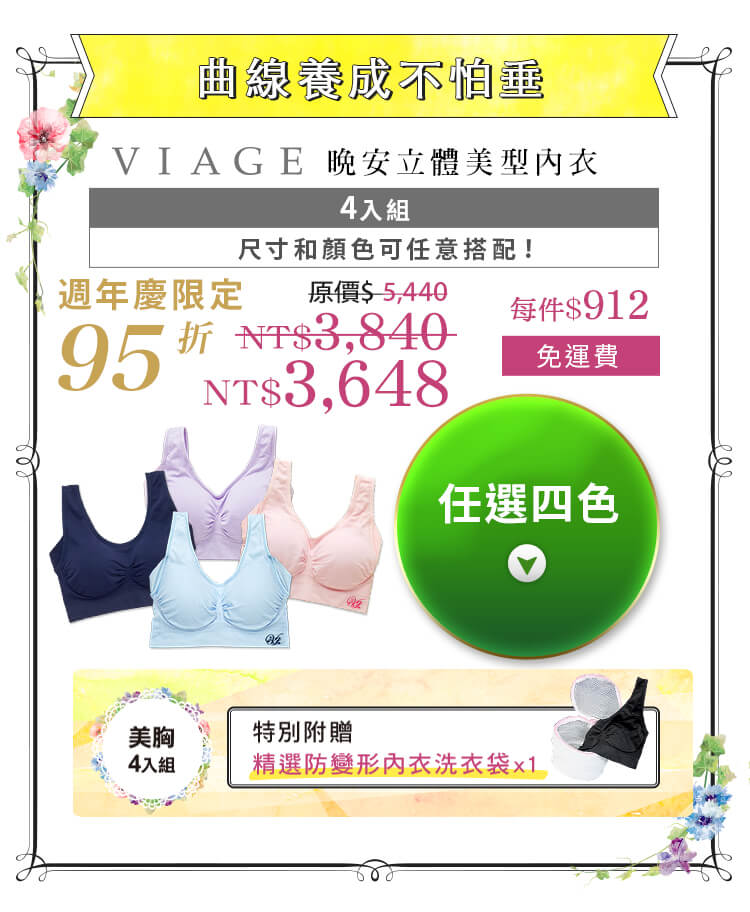 曲線養成不怕垂
VIAGE 晚安立體美型內衣
4入組
尺寸和顏色可任意搭配！
週年慶限定
95折
原價$ 5,440
NT$3,840
NT$3,648
每件$912
免運費
任選四色
美胸
4入組
特別附贈
精選防變形內衣洗衣袋x1